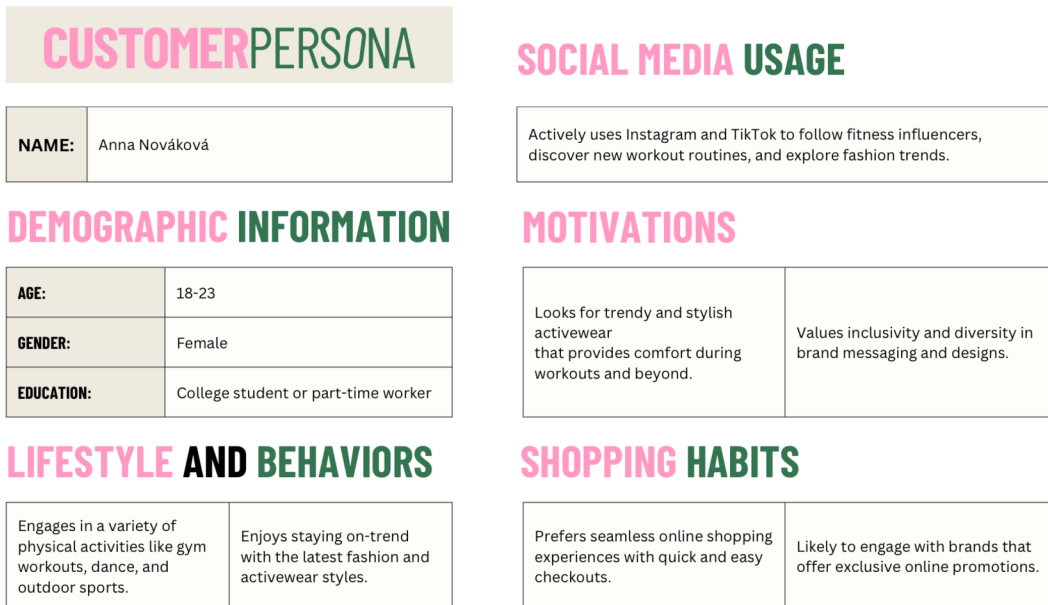 CUSTOMERPERSONA
NAME:
Anna Nováková
DEMOGRAPHIC INFORMATION
AGE:
18-23
GENDER:
Female
EDUCATION:
College student or part-time worker
LIFESTYLE AND BEHAVIORS
Engages in a variety of
physical activities like gym
workouts, dance, and
outdoor sports.
Enjoys staying on-trend
with the latest fashion and
activewear styles.
SOCIAL MEDIA USAGE
Actively uses Instagram and TikTok to follow fitness influencers,
discover new workout routines, and explore fashion trends.
MOTIVATIONS
Looks for trendy and stylish
activewear
that provides comfort during
workouts and beyond.
Values inclusivity and diversity in
brand messaging and designs.
SHOPPING HABITS
Prefers seamless online shopping
experiences with quick and easy
checkouts.
Likely to engage with brands that
offer exclusive online promotions.